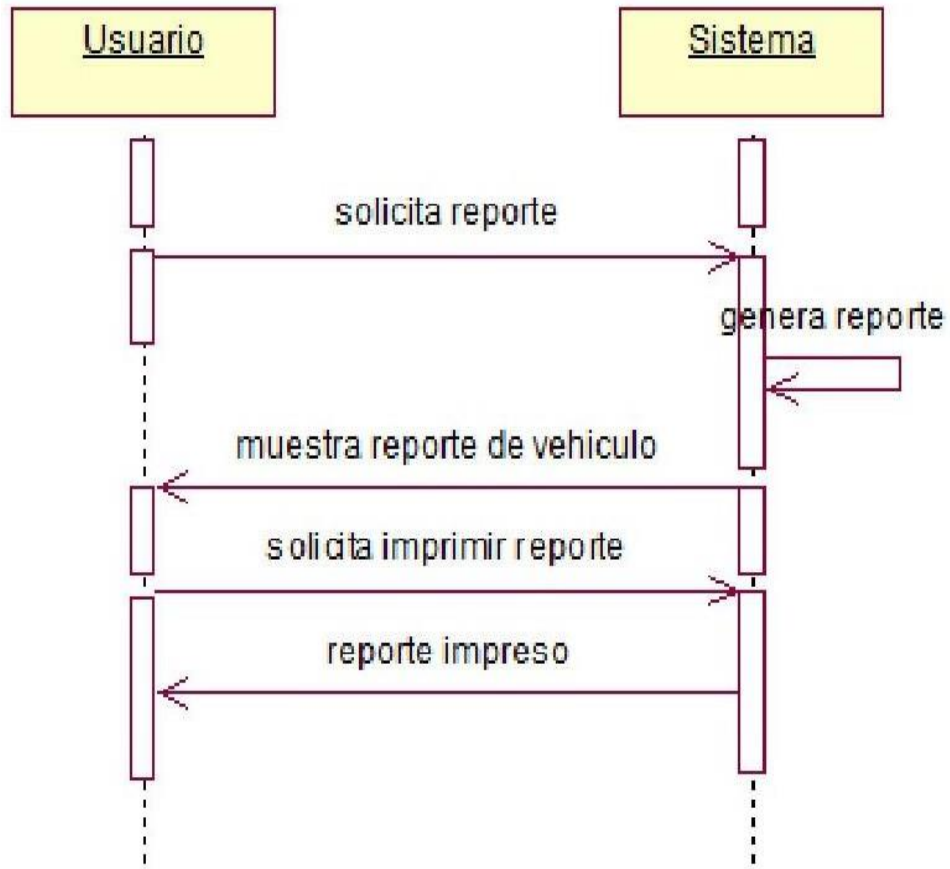 Usuario
Sistema
solicita reporte
genera reporte
muestra reporte de vehiculo
solicita imprimir reporte
reporte impreso